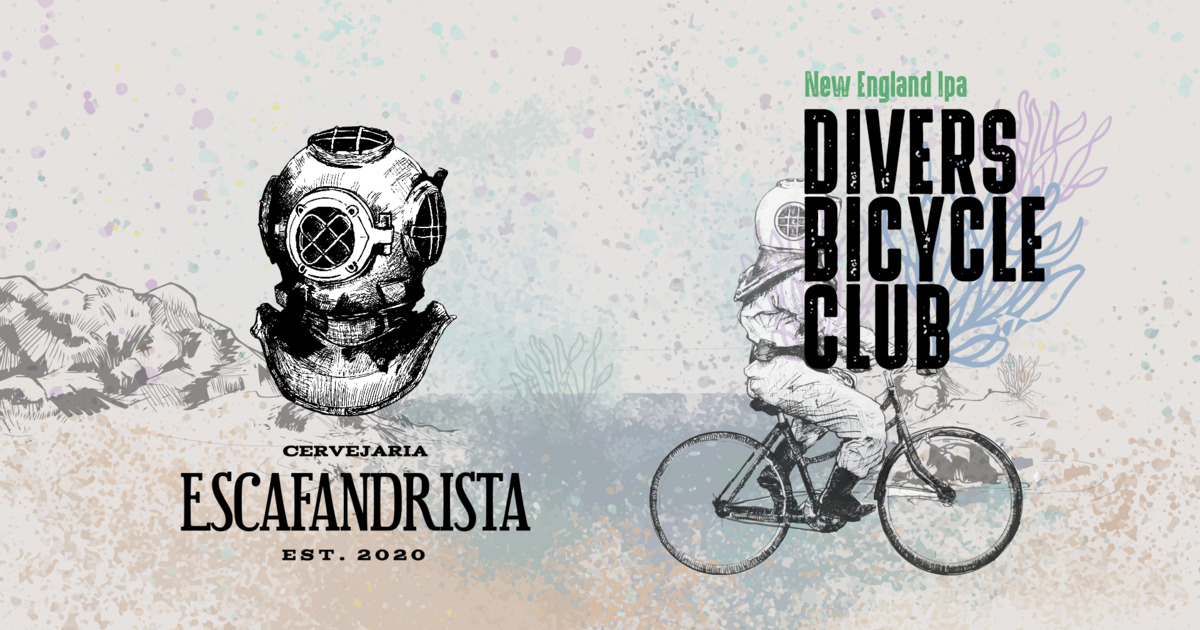 CERVEJARIA
ESCAFANDRISTA
EST. 2020
New England Ipa
DIVERS
BICYCLE
CLUB